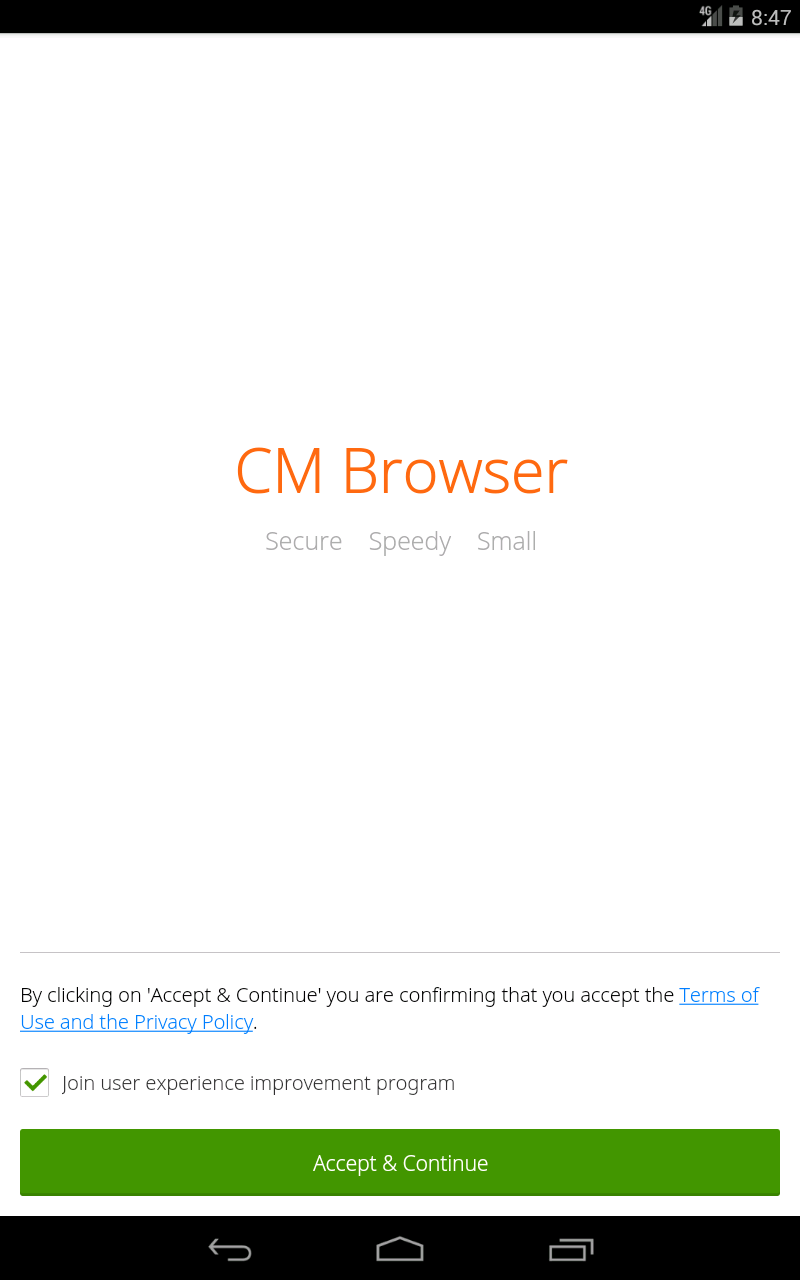 4G 8:47
CM Browser
Secure Speedy Small
By clicking on 'Accept & Continue' you are confirming that you accept the Terms of
Use and the Privacy Policy.
Join user experience improvement program
Accept & Continue